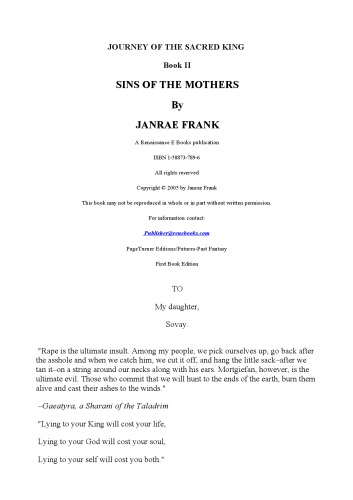 JOURNEY OF THE SACRED KING
Book II
SINS OF THE MOTHERS
By
JANRAE FRANK
A Renaissance E Books publication
ISBN 1-58873-789-6
All rights reserved
Copyright © 2005 by Janrae Frank
This book may not be reproduced in whole or in part without written permission.
For information contact:
Publisher@renebooks.com
PageTurner Editions/Futures-Past Fantasy
First Book Edition
TO
My daughter,
Sovay.
"Rape is the ultimate insult. Among my people, we pick ourselves up, go back after
the asshole and when we catch him, we cut it off, and hang the little sack–after we
tan it–on a string around our necks along with his ears. Mortgiefan, however, is the
ultimate evil. Those who commit that we will hunt to the ends of the earth, burn them
alive and cast their ashes to the winds."
–Gaeatyra, a Sharani of the Taladrim
"Lying to your King will cost your life,
Lying to your God will cost your soul,
Lying to your self will cost you both."